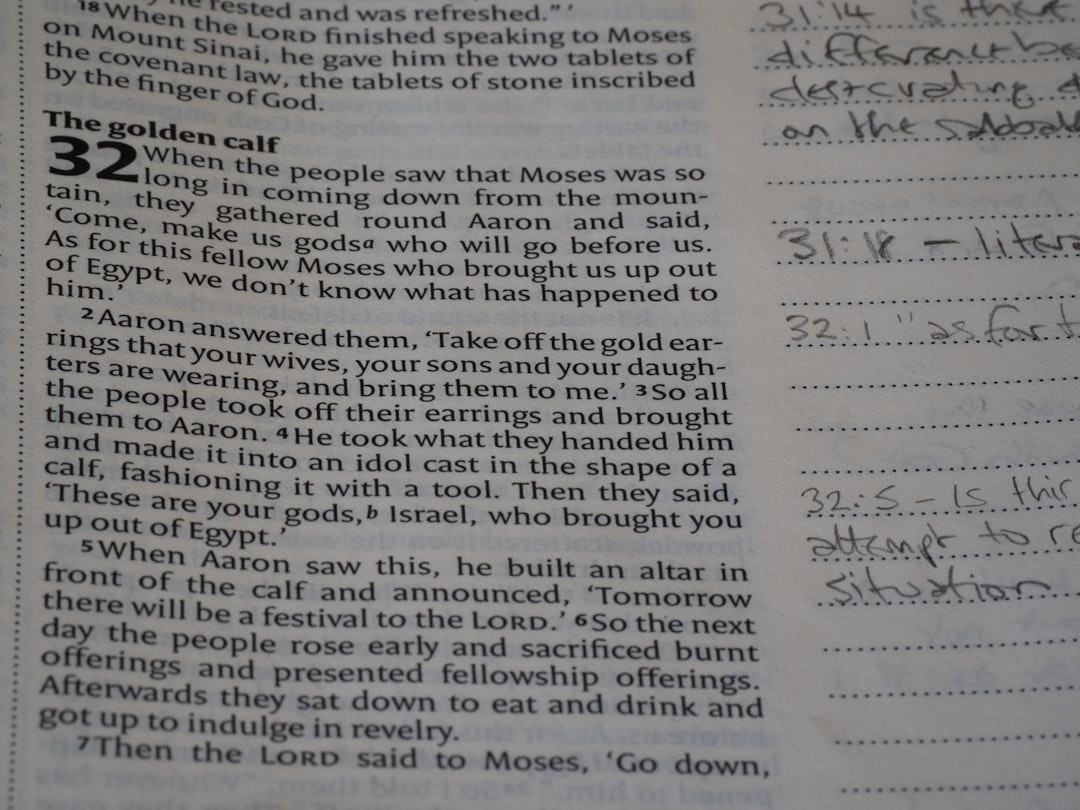 he rested and was refreshed.” ’
18 When the LORD finished speaking to Moses
on Mount Sinai, he gave him the two tablets of
the covenant law, the tablets of stone inscribed
by the finger of God.
The golden calf
32 When the people saw that Moses was so
long in coming down from the moun-
tain, they gathered round Aaron and said,
‘Come, make us godsa who will go before us.
As for this fellow Moses who brought us up out
of Egypt, we don’t know what has happened to
him.’
2 Aaron answered them, ‘Take off the gold ear-
rings that your wives, your sons and your daugh-
ters are wearing, and bring them to me.’ 3 So all
the people took off their earrings and brought
them to Aaron. 4 He took what they handed him
and made it into an idol cast in the shape of a
calf, fashioning it with a tool. Then they said,
‘These are your gods,b Israel, who brought you
up out of Egypt.’
5 When Aaron saw this, he built an altar in
front of the calf and announced, ‘Tomorrow
there will be a festival to the LORD.’ 6 So the next
day the people rose early and sacrificed burnt
offerings and presented fellowship offerings.
Afterwards they sat down to eat and drink and
got up to indulge in revelry.
7 Then the LORD said to Moses, ‘Go down,
31:14 is there
difference be
desecrating
on the sabba
31:18 – litera
32:1 "as for t
32:5 – Is this
attempt to re
situation